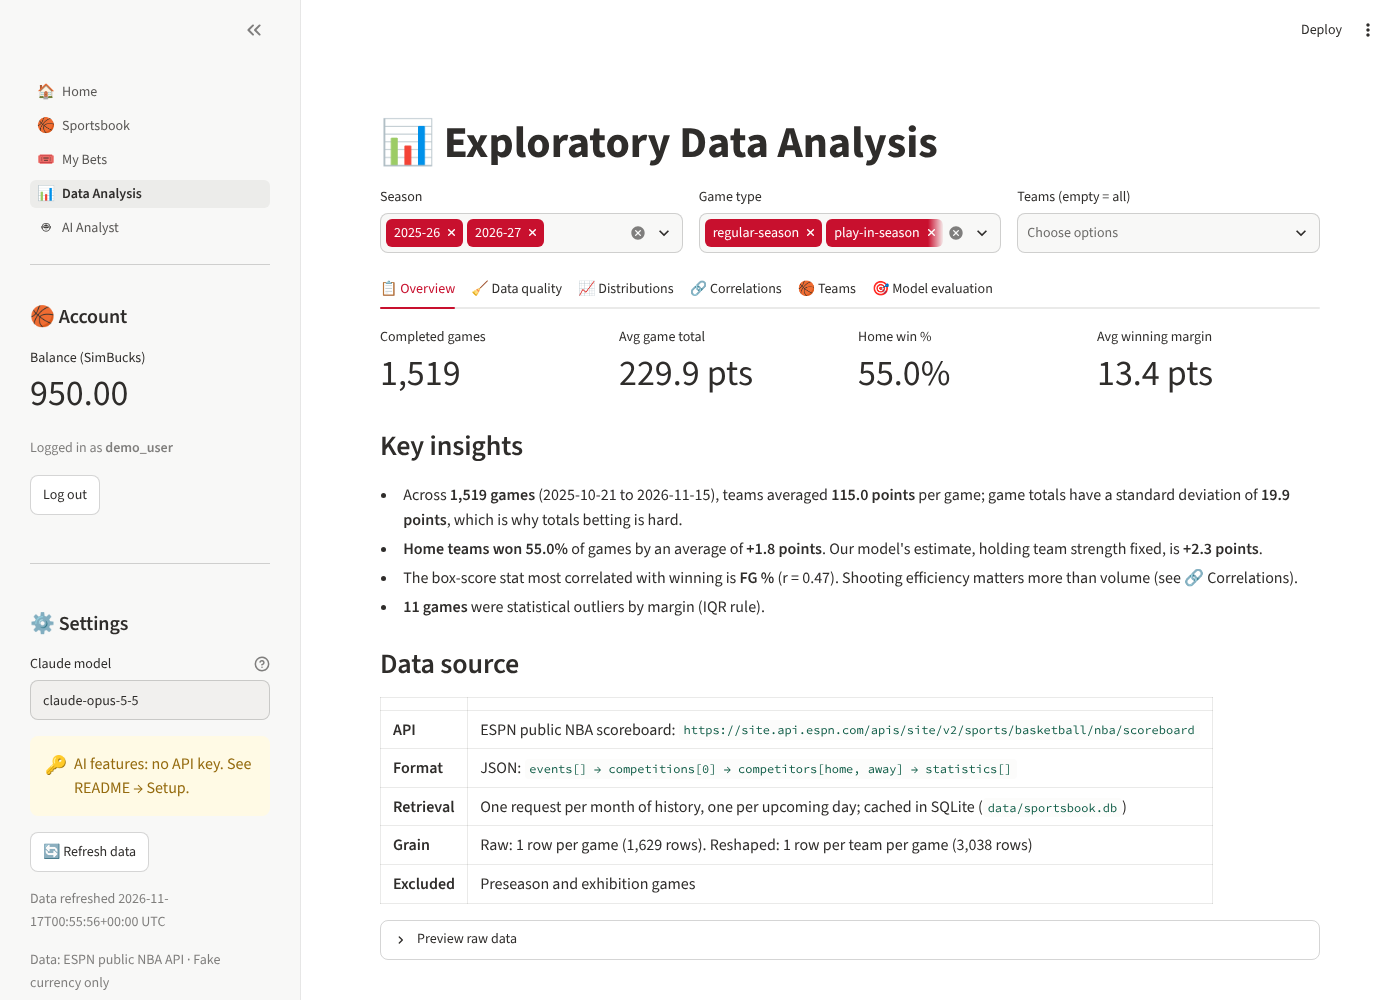 Deploy
Home
Sportsbook
My Bets
Data Analysis
AI Analyst
Account
Balance (SimBucks)
950.00
Logged in as demo_user
Log out
Settings
Claude model
claude-opus-5-5
AI features: no API key. See
README → Setup.
Refresh data
Data refreshed 2026-11-
17T00:55:56+00:00 UTC
Data: ESPN public NBA API · Fake
currency only
Exploratory Data Analysis
Season
Game type
Teams (empty = all)
2025-26
2026-27
regular-season
play-in-season
Choose options
Overview
Data quality
Distributions
Correlations
Teams
Model evaluation
Completed games
Avg game total
Home win %
Avg winning margin
1,519
229.9 pts
55.0%
13.4 pts
Key insights
Across 1,519 games (2025-10-21 to 2026-11-15), teams averaged 115.0 points per game; game totals have a standard deviation of 19.9
points, which is why totals betting is hard.
Home teams won 55.0% of games by an average of +1.8 points. Our model's estimate, holding team strength fixed, is +2.3 points.
The box-score stat most correlated with winning is FG % (r = 0.47). Shooting efficiency matters more than volume (see 🔗 Correlations).
11 games were statistical outliers by margin (IQR rule).
Data source
API ESPN public NBA scoreboard: https://site.api.espn.com/apis/site/v2/sports/basketball/nba/scoreboard
Format JSON: events[] → competitions[0] → competitors[home, away] → statistics[]
Retrieval One request per month of history, one per upcoming day; cached in SQLite ( data/sportsbook.db )
Grain Raw: 1 row per game (1,629 rows). Reshaped: 1 row per team per game (3,038 rows)
Excluded Preseason and exhibition games
Preview raw data